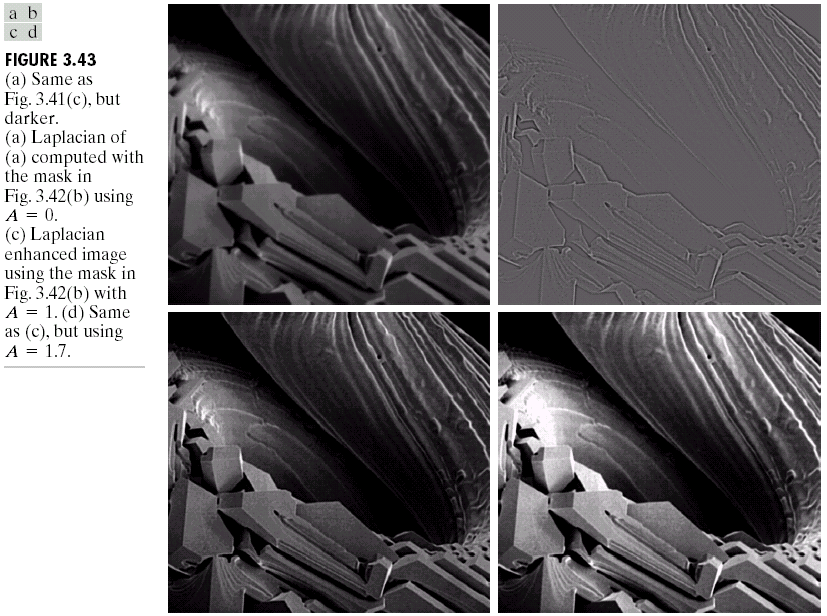 a b
c d
FIGURE 3.43
(a) Same as
Fig. 3.41(c), but
darker.
(a) Laplacian of
(a) computed with
the mask in
Fig. 3.42(b) using
A = 0.
(c) Laplacian
enhanced image
using the mask in
Fig. 3.42(b) with
A = 1. (d) Same
as (c), but using
A = 1.7.